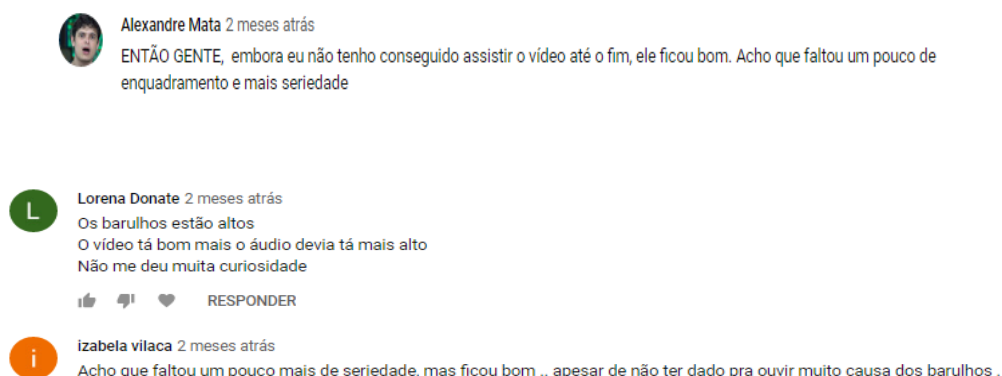 Alexandre Mata 2 meses atrás
ENTÃO GENTE, embora eu não tenho conseguido assistir o vídeo até o fim, ele ficou bom. Acho que faltou um pouco de
enquadramento e mais seriedade
L
Lorena Donate 2 meses atrás
Os barulhos estão altos
O vídeo tá bom mais o áudio devia tá mais alto
Não me deu muita curiosidade
RESPONDER
i
izabela vilaca 2 meses atrás
Acho que faltou um pouco mais de seriedade, mas ficou bom .. apesar de não ter dado pra ouvir muito causa dos barulhos .